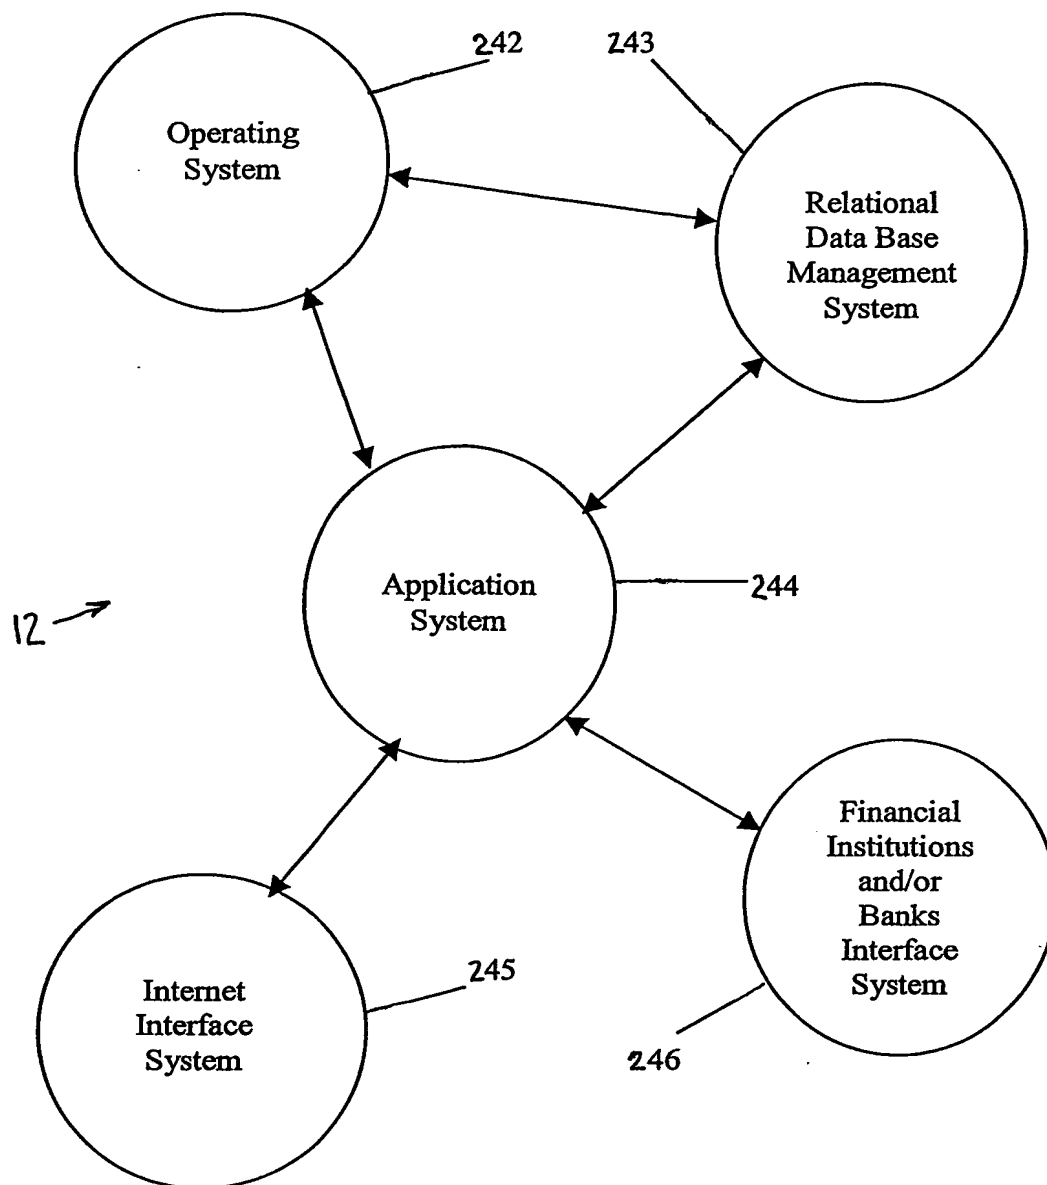 242
243
Operating
System
Relational
Data Base
Management
System
Application
System
244
12
Financial
Institutions
and/or
Banks
Interface
System
Internet
Interface
System
245
246